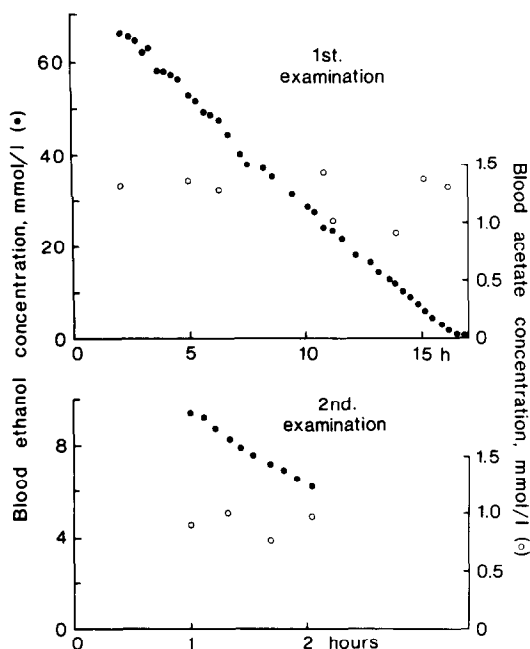 Blood ethanol concentration, mmol/l (●)
60
40
20
0
1st.
examination
1.5
1.0
0.5
0
0
5
10
15
h
Blood acetate concentration, mmol/l (○)
8
4
0
2nd.
examination
1.5
1.0
0.5
0
1
2
hours